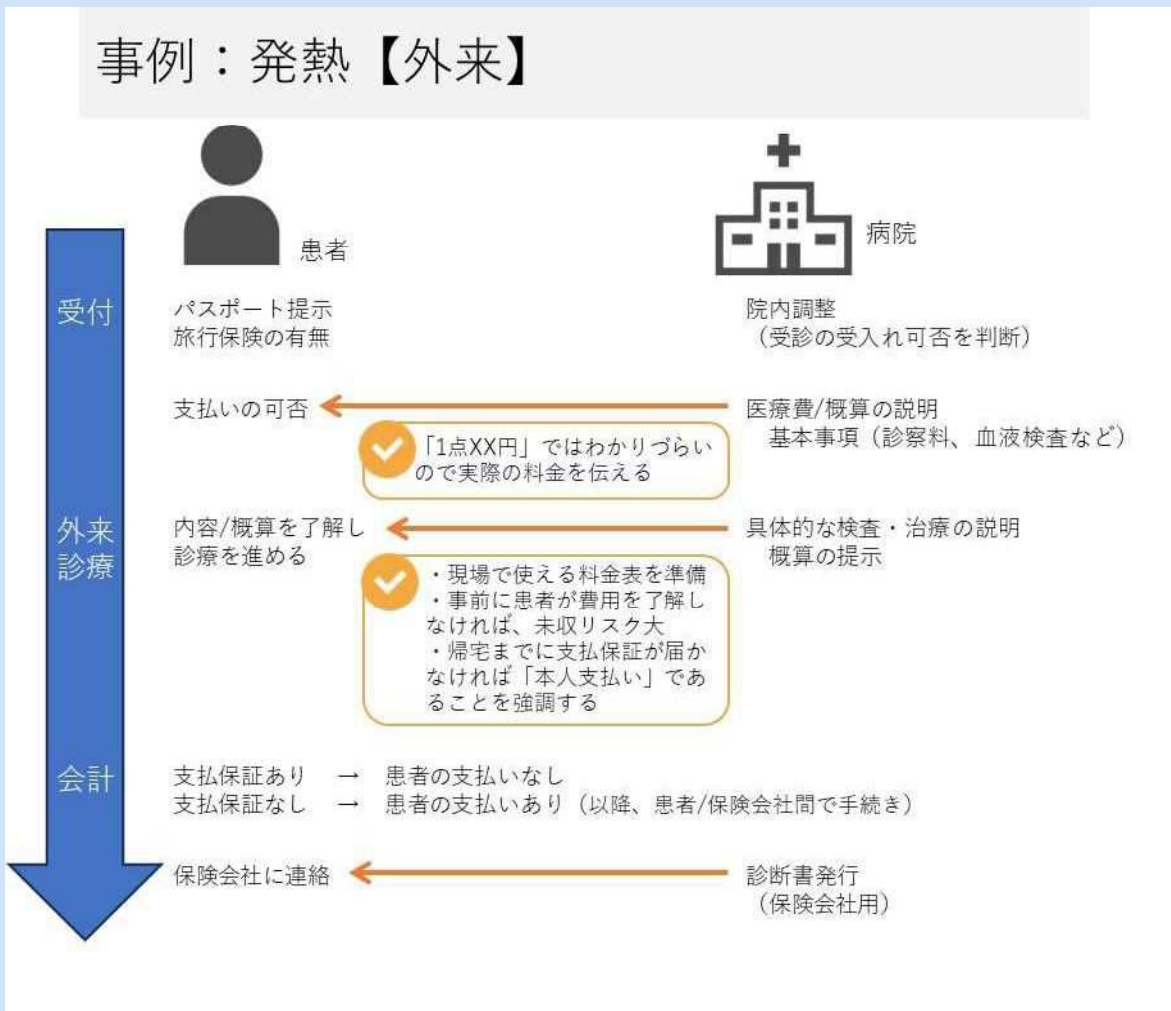 事例：発熱【外来】
患者
病院
受付
パスポート提示
旅行保険の有無
院内調整
（受診の受入れ可否を判断）
支払いの可否
医療費/概算の説明
基本事項（診察料、血液検査など）
「1点XX円」ではわかりづらい
ので実際の料金を伝える
外来
診療
内容/概算を了解し
診療を進める
具体的な検査・治療の説明
概算の提示
・現場で使える料金表を準備
・事前に患者が費用を了解し
なければ、未収リスク大
・帰宅までに支払保証が届か
なければ「本人支払い」であ
ることを強調する
会計
支払保証あり　→　患者の支払いなし
支払保証なし　→　患者の支払いあり（以降、患者/保険会社間で手続き）
保険会社に連絡
診断書発行
（保険会社用）